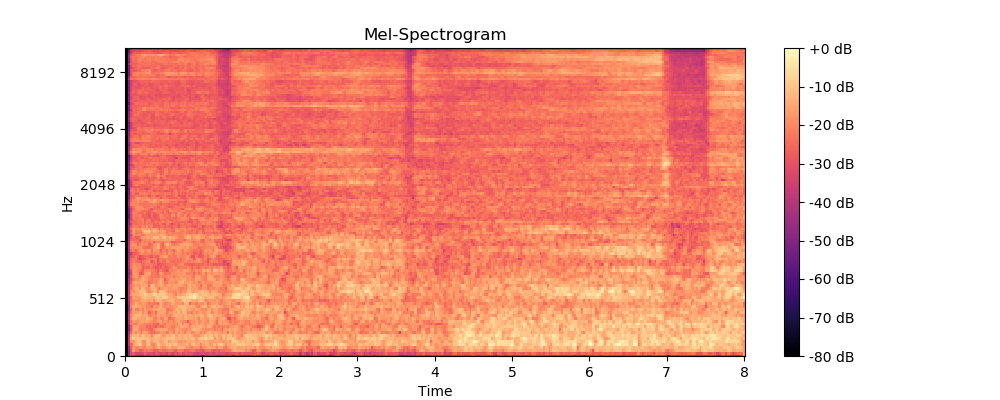 Mel-Spectrogram
Hz
8192
4096
2048
1024
512
0
0 1 2 3 4 5 6 7 8
Time
+0 dB
-10 dB
-20 dB
-30 dB
-40 dB
-50 dB
-60 dB
-70 dB
-80 dB